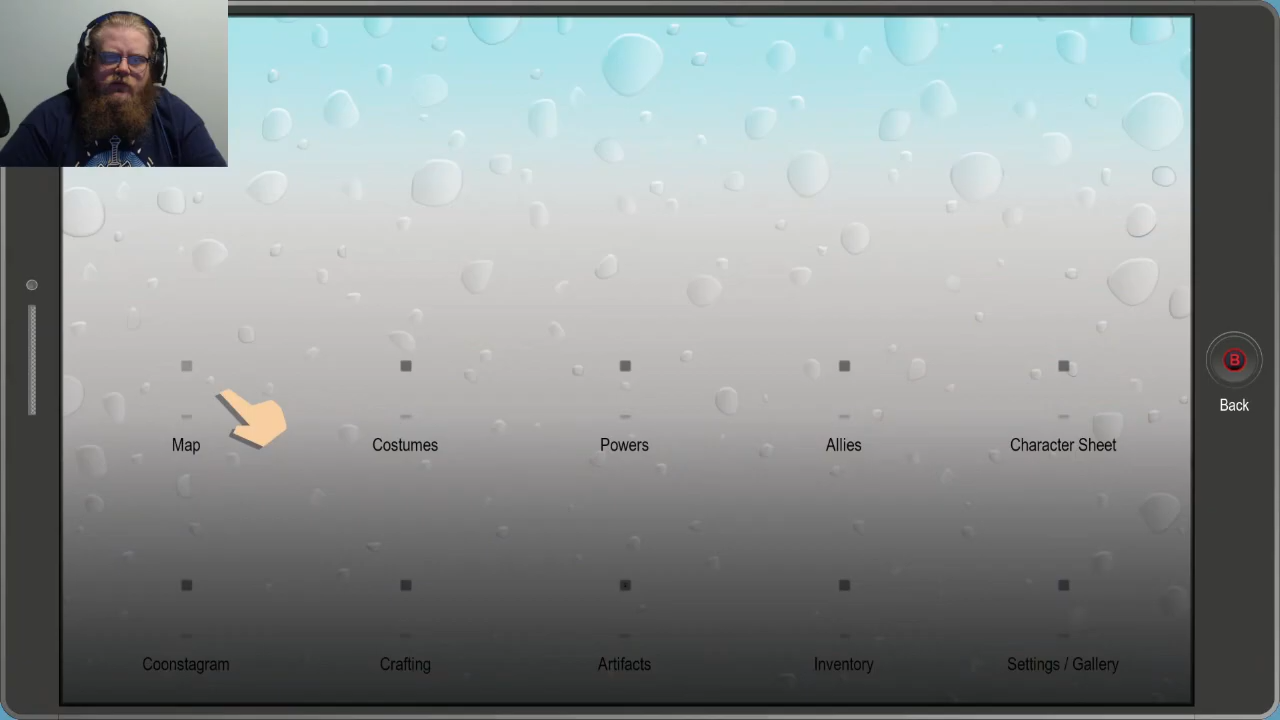 B
Back
Map
Costumes
Powers
Allies
Character Sheet
Coonstagram
Crafting
Artifacts
Inventory
Settings / Gallery